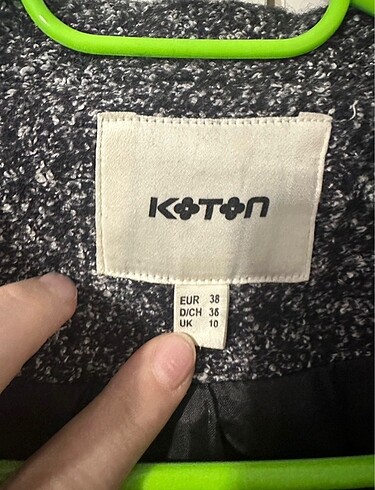 KOTON
EUR 38
D/CH 36
UK 10